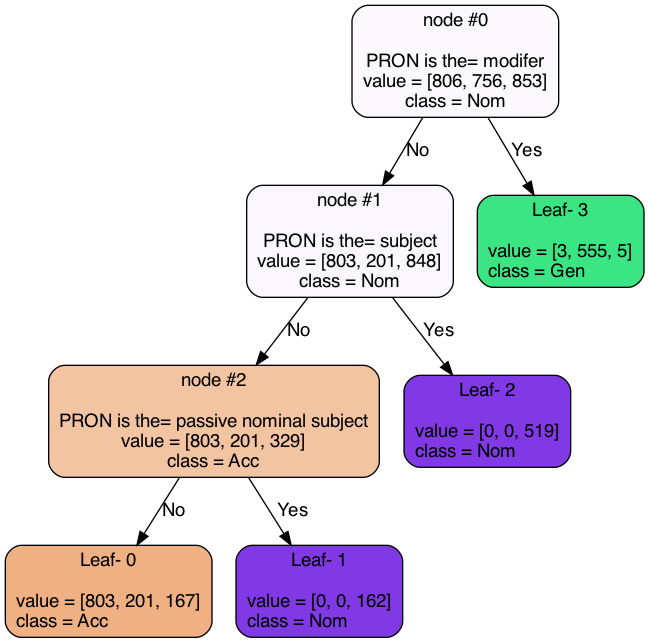 node #0
PRON is the= modifer
value = [806, 756, 853]
class = Nom
No
Yes
node #1
PRON is the= subject
value = [803, 201, 848]
class = Nom
Leaf- 3
value = [3, 555, 5]
class = Gen
No
Yes
node #2
PRON is the= passive nominal subject
value = [803, 201, 329]
class = Acc
Leaf- 2
value = [0, 0, 519]
class = Nom
No
Yes
Leaf- 0
value = [803, 201, 167]
class = Acc
Leaf- 1
value = [0, 0, 162]
class = Nom